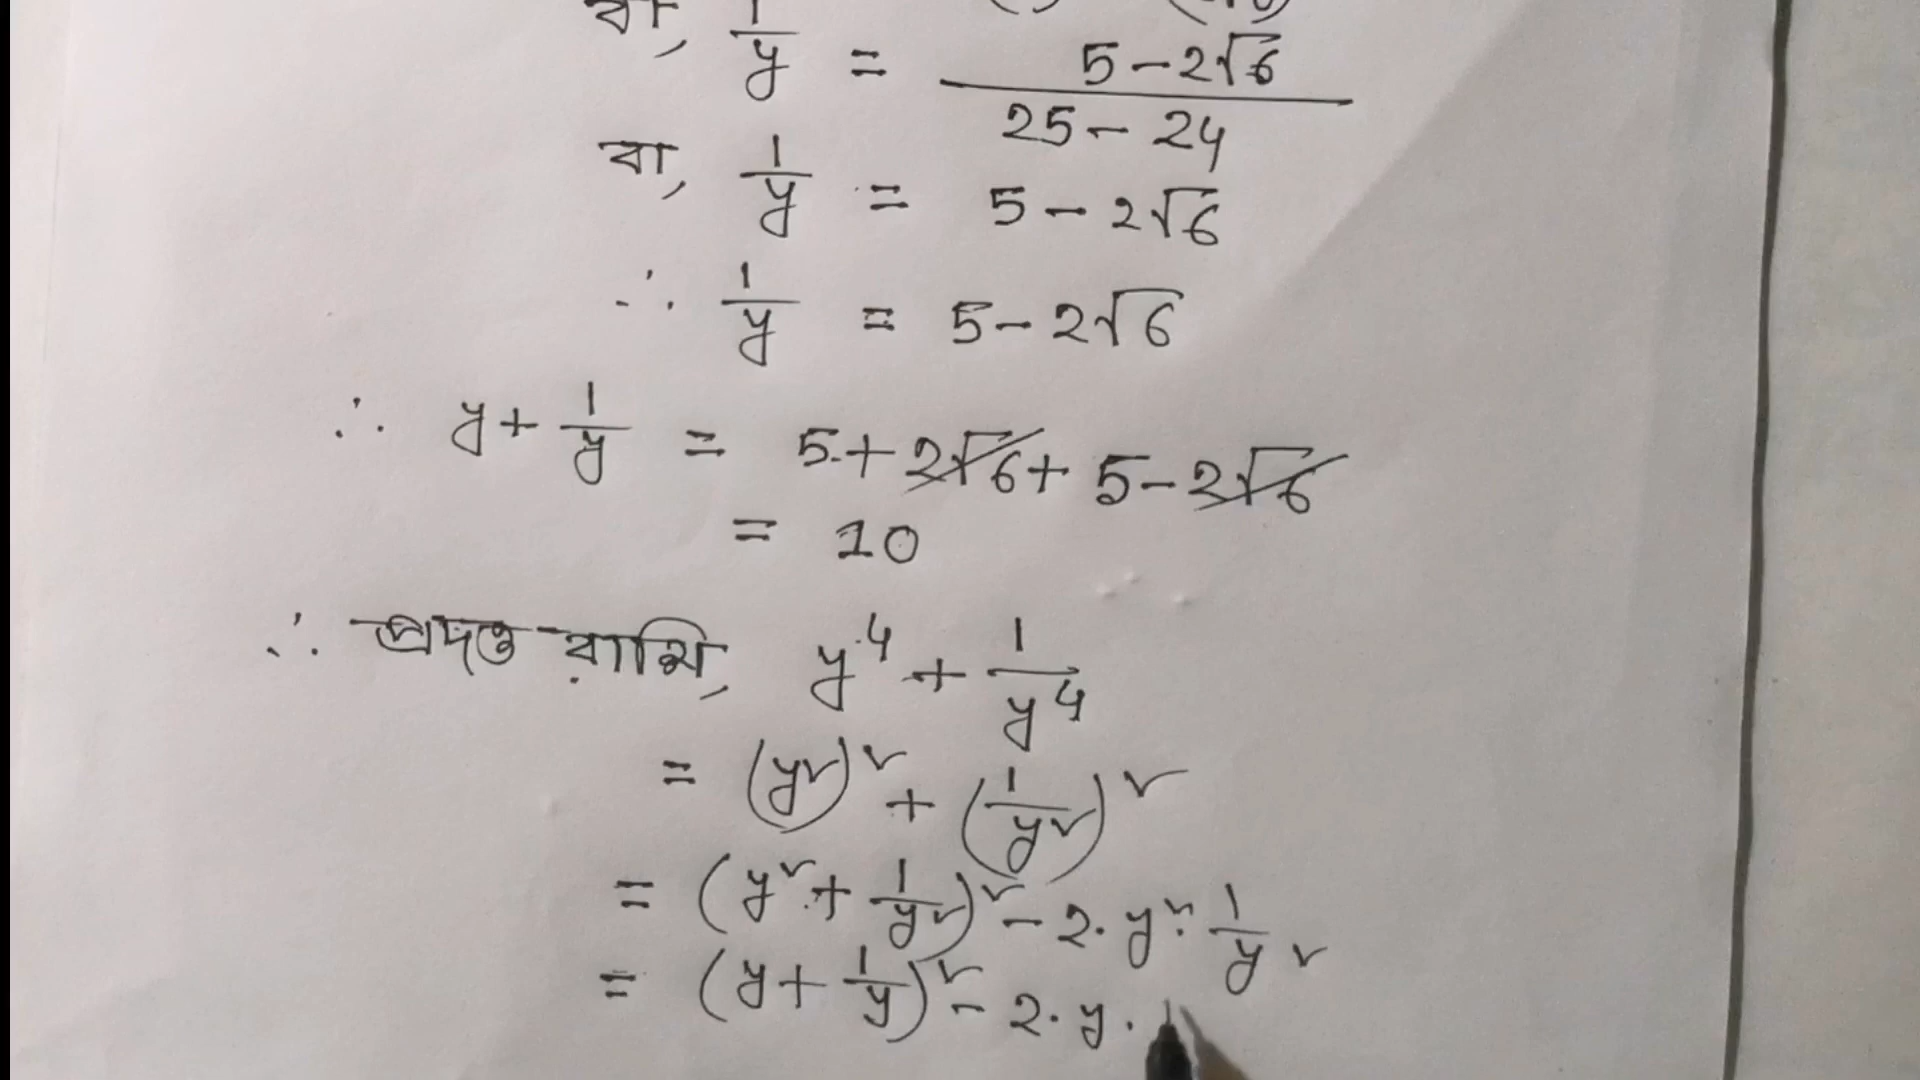 বা, 1/y = 5-2√6 / 25-24
বা, 1/y = 5-2√6
∴ 1/y = 5-2√6
∴ y+1/y = 5+2√6+5-2√6
= 10
∴ প্রদত্ত রাশি, y⁴+1/y⁴
= (y²)²+(1/y²)²
= (y²+1/y²)²-2.y².1/y²
= (y+1/y)²-2.y.